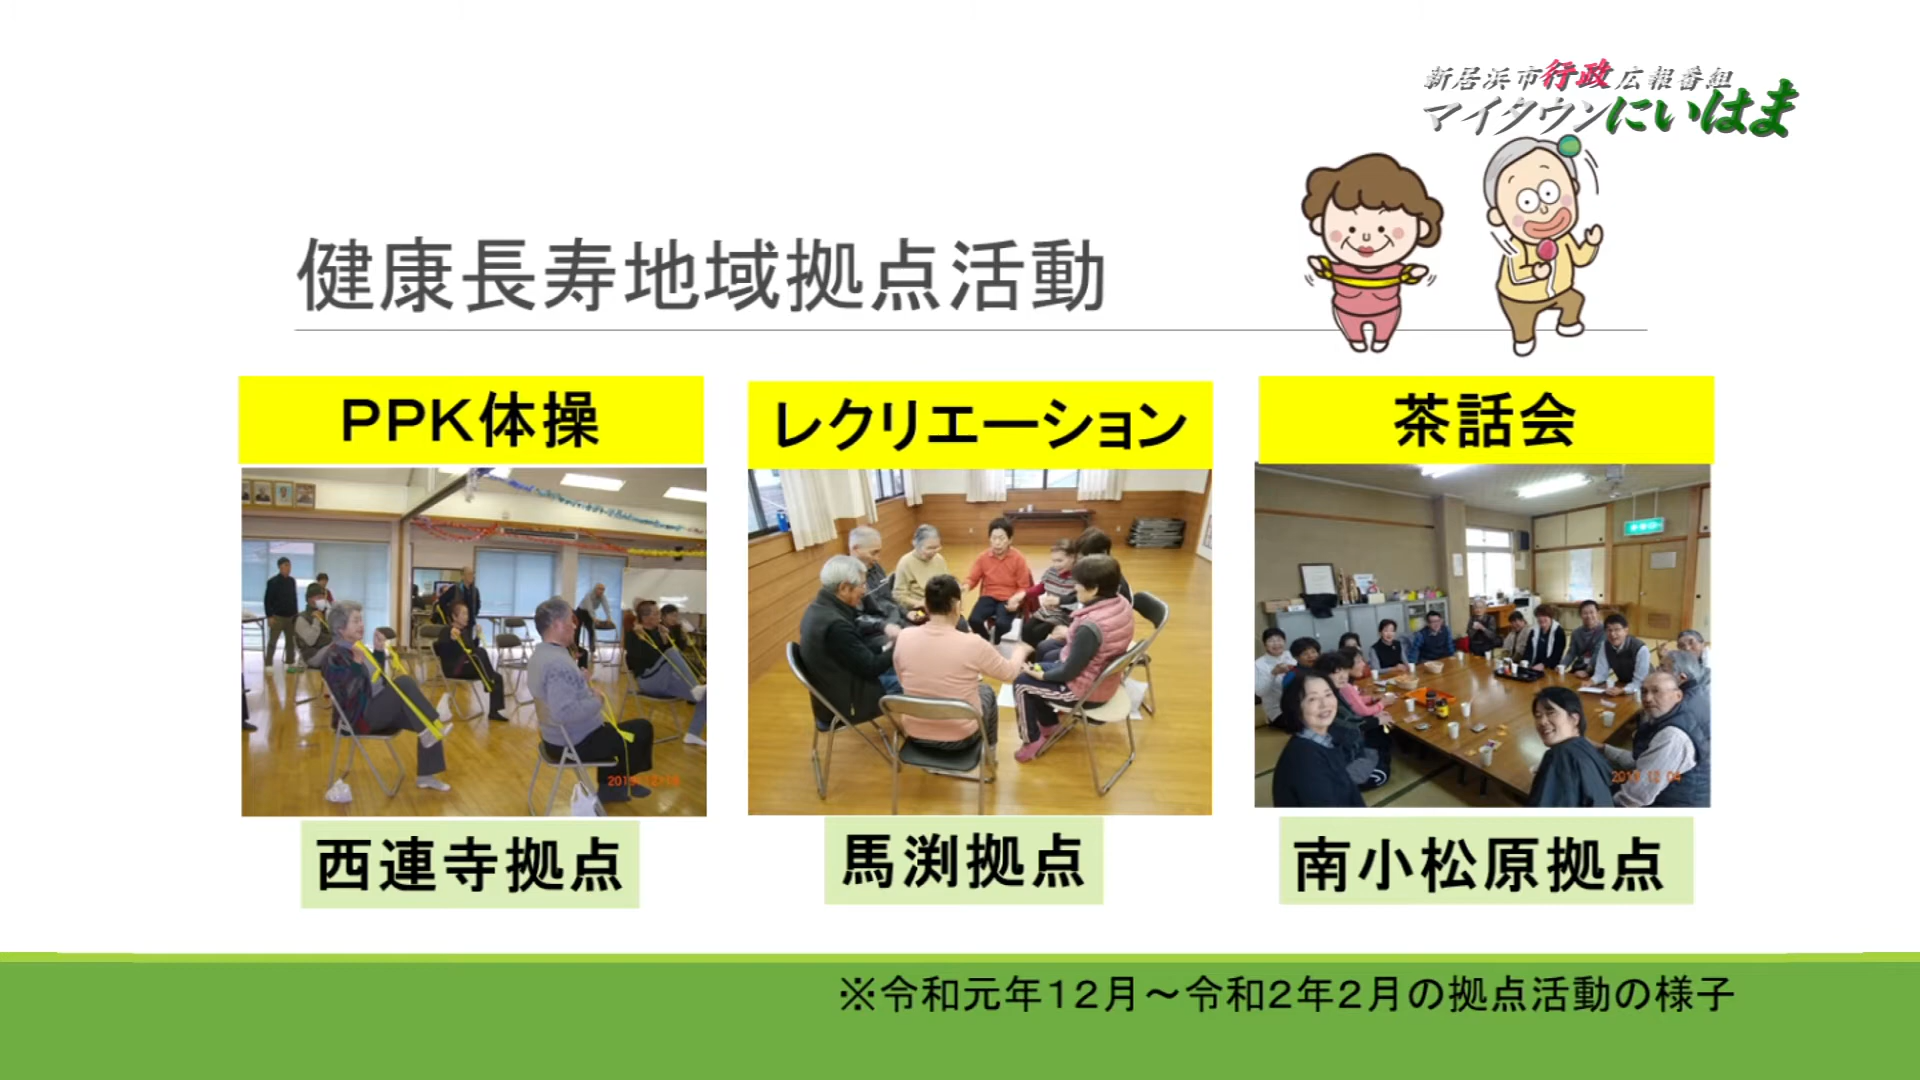 新居浜市行政広報番組
マイタウンにいはま
健康長寿地域拠点活動
PPK体操
レクリエーション
茶話会
西連寺拠点
馬渕拠点
南小松原拠点
※令和元年12月～令和2年2月の拠点活動の様子